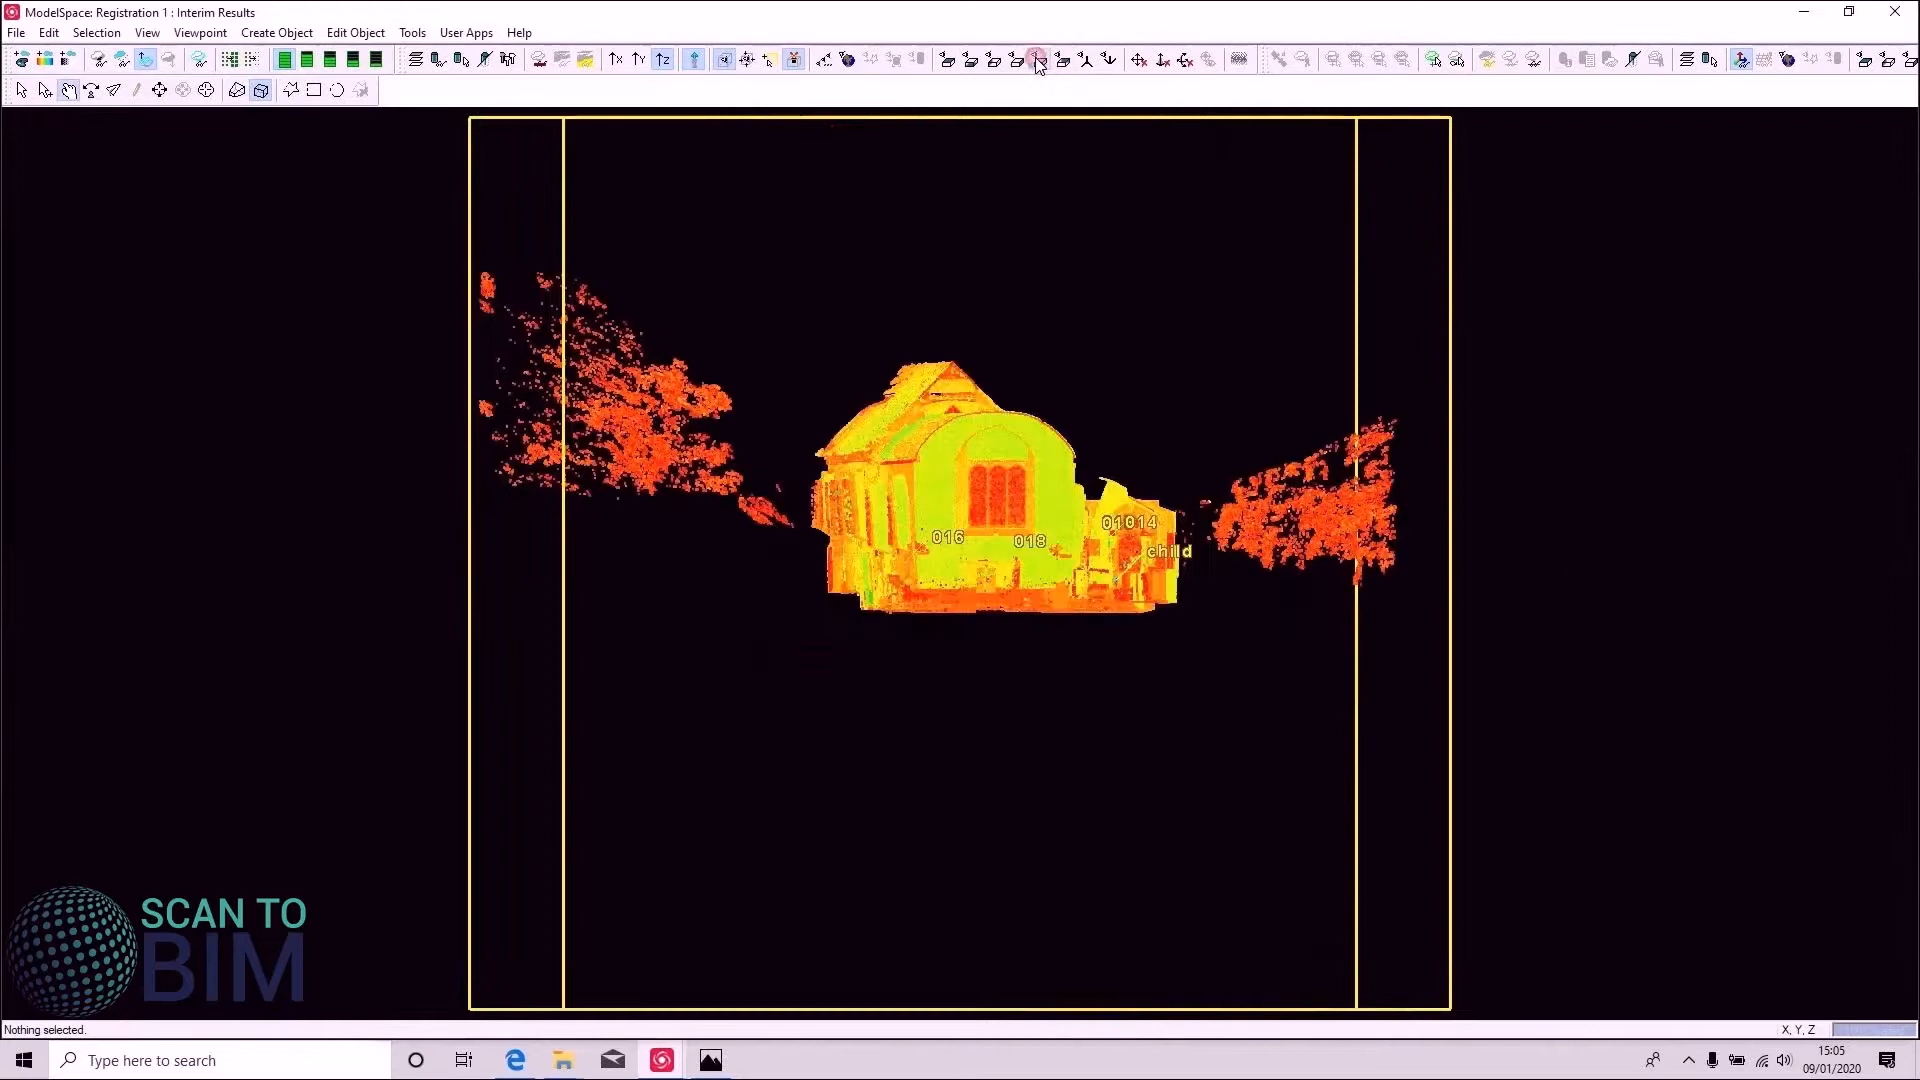 ModelSpace: Registration 1 : Interim Results
File Edit Selection View Viewpoint Create Object Edit Object Tools User Apps Help
↑x ↑Y ↑z
016 018 01014
child
SCAN TO
BIM
Nothing selected.
X, Y, Z
Type here to search
15:05
09/01/2020